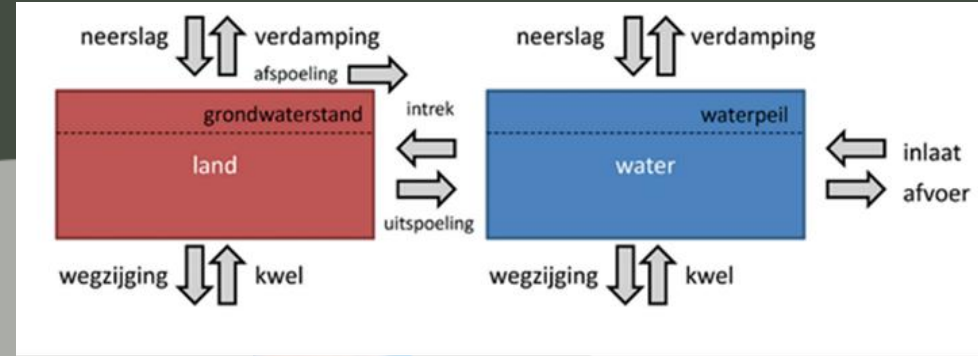 neerslag
verdamping
afspoeling
grondwaterstand
land
wegzijging
kwel
intrek
uitspoeling
neerslag
verdamping
waterpeil
water
wegzijging
kwel
inlaat
afvoer